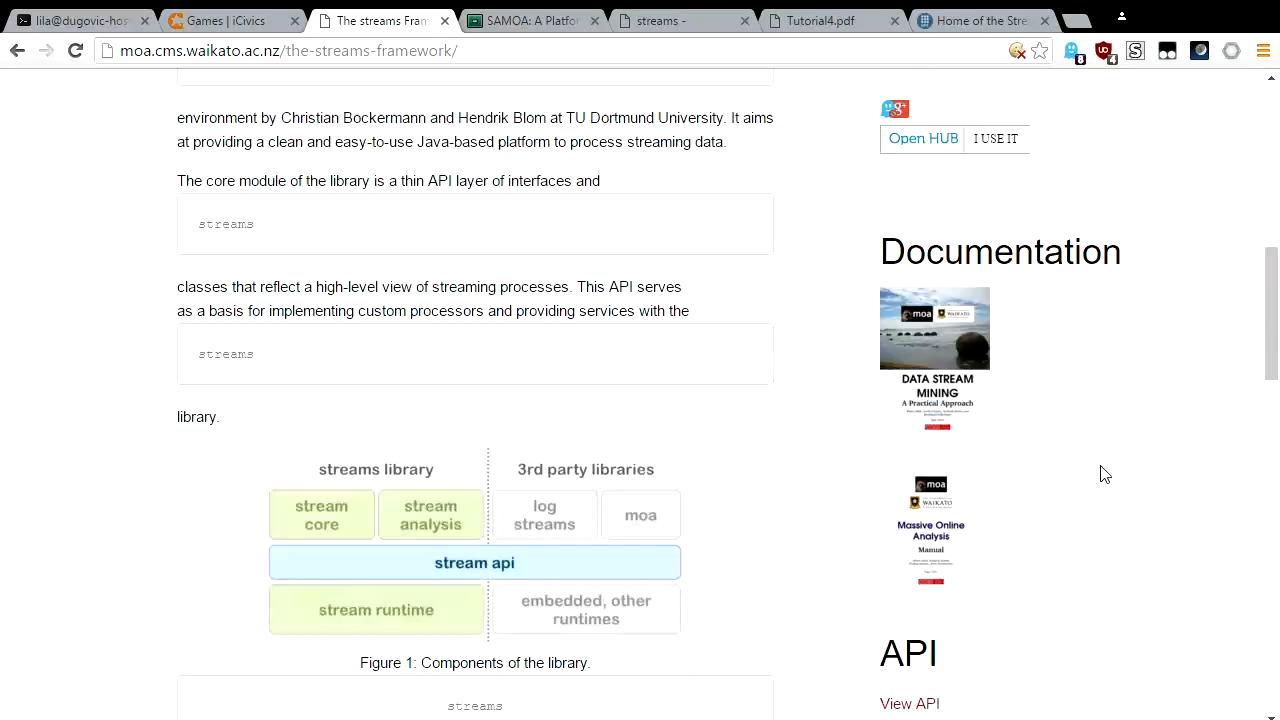 lila@dugovic-host
Games | iCivics
The streams Fram
SAMOA: A Platfo
streams -
Tutorial4.pdf
Home of the Stre
moa.cms.waikato.ac.nz/the-streams-framework/
8
4
environment by Christian Bockermann and Hendrik Blom at TU Dortmund University. It aims
at providing a clean and easy-to-use Java-based platform to process streaming data.
The core module of the library is a thin API layer of interfaces and
streams
classes that reflect a high-level view of streaming processes. This API serves
as a basis for implementing custom processors and providing services with the
streams
library.
streams library
3rd party libraries
stream core
stream analysis
log streams
moa
stream api
stream runtime
embedded, other runtimes
Figure 1: Components of the library.
streams
g+
Open HUB I USE IT
Documentation
moa WAIKATO
DATA STREAM
MINING
A Practical Approach
moa
WAIKATO
Massive Online
Analysis
Manual
API
View API